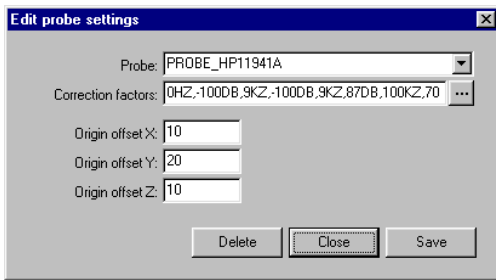 Edit probe settings
Probe: PROBE_HP11941A
Correction factors: 0HZ,-100DB,9KZ,-100DB,9KZ,87DB,100KZ,70 ...
Origin offset X: 10
Origin offset Y: 20
Origin offset Z: 10
Delete Close Save